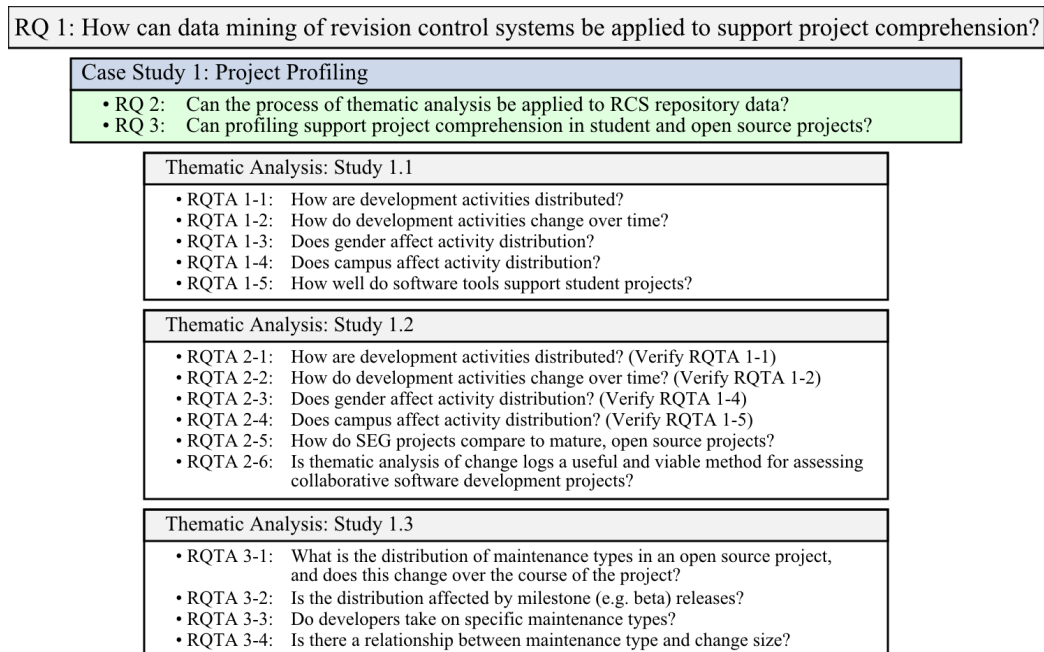 RQ 1: How can data mining of revision control systems be applied to support project comprehension?
Case Study 1: Project Profiling
• RQ 2: Can the process of thematic analysis be applied to RCS repository data?
• RQ 3: Can profiling support project comprehension in student and open source projects?
Thematic Analysis: Study 1.1
• RQTA 1-1: How are development activities distributed?
• RQTA 1-2: How do development activities change over time?
• RQTA 1-3: Does gender affect activity distribution?
• RQTA 1-4: Does campus affect activity distribution?
• RQTA 1-5: How well do software tools support student projects?
Thematic Analysis: Study 1.2
• RQTA 2-1: How are development activities distributed? (Verify RQTA 1-1)
• RQTA 2-2: How do development activities change over time? (Verify RQTA 1-2)
• RQTA 2-3: Does gender affect activity distribution? (Verify RQTA 1-4)
• RQTA 2-4: Does campus affect activity distribution? (Verify RQTA 1-5)
• RQTA 2-5: How do SEG projects compare to mature, open source projects?
• RQTA 2-6: Is thematic analysis of change logs a useful and viable method for assessing
collaborative software development projects?
Thematic Analysis: Study 1.3
• RQTA 3-1: What is the distribution of maintenance types in an open source project,
and does this change over the course of the project?
• RQTA 3-2: Is the distribution affected by milestone (e.g. beta) releases?
• RQTA 3-3: Do developers take on specific maintenance types?
• RQTA 3-4: Is there a relationship between maintenance type and change size?